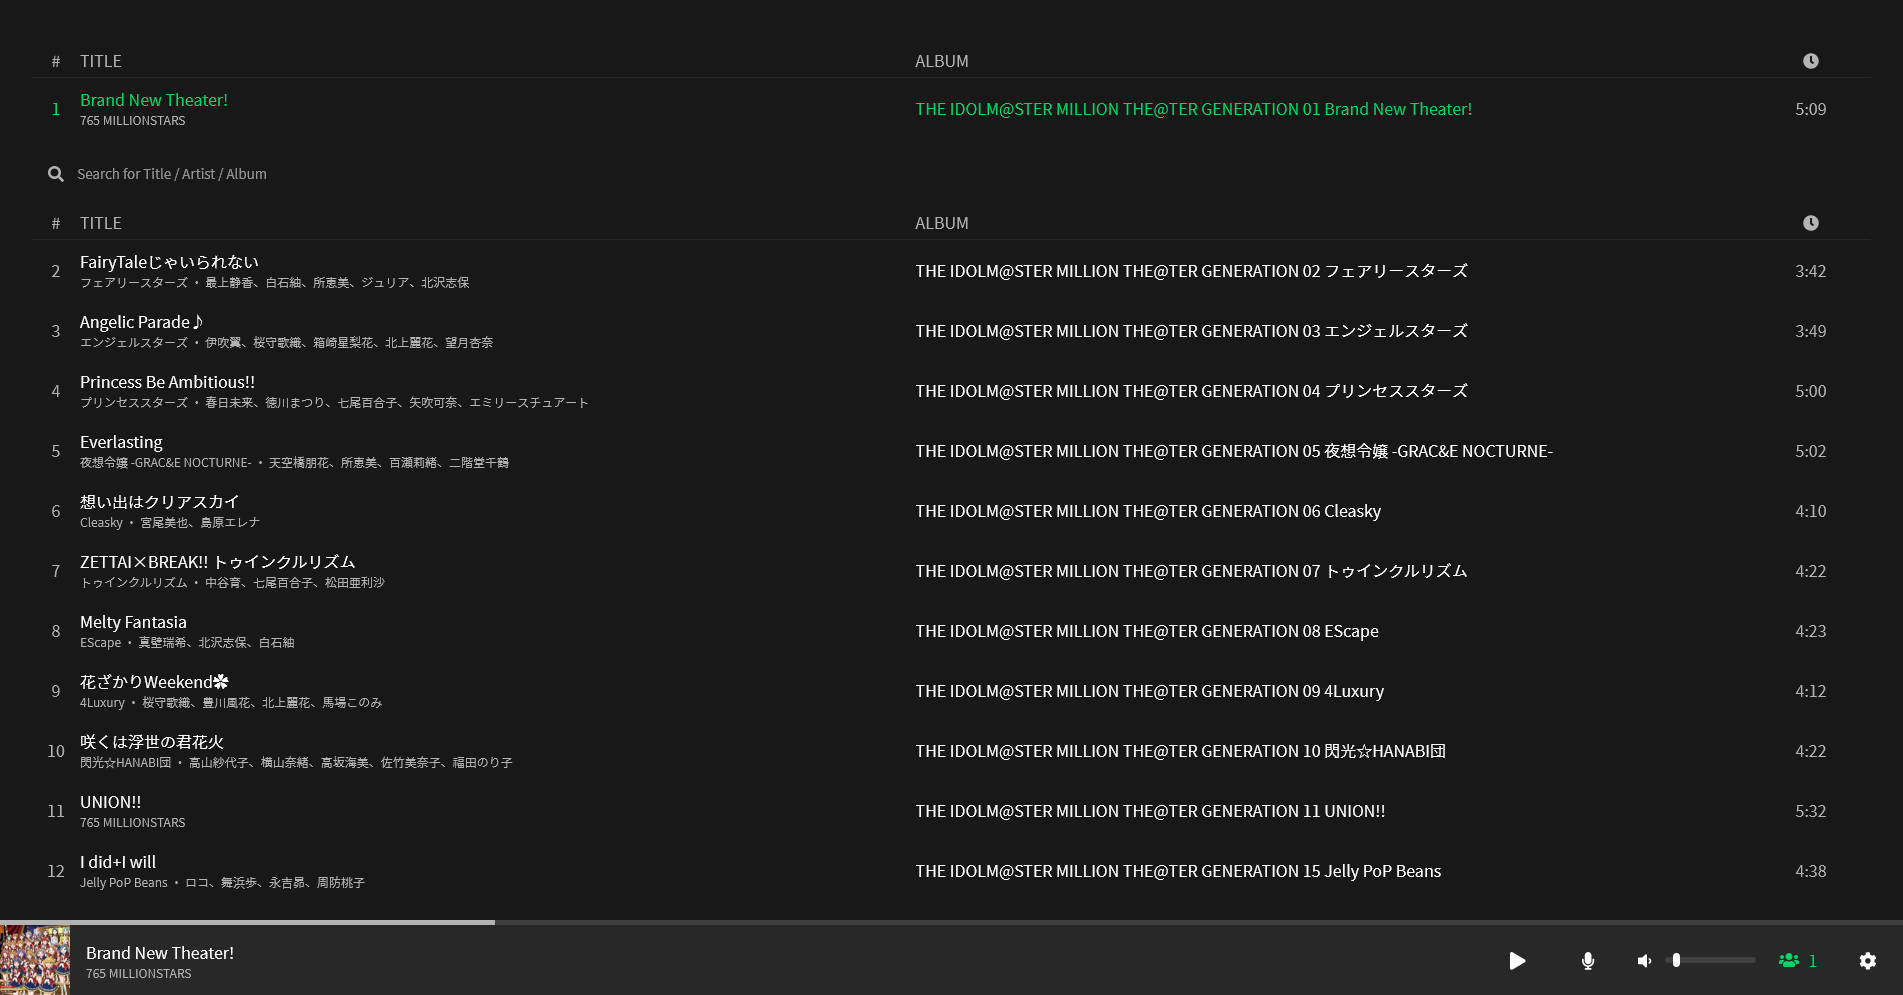 # TITLE ALBUM
1 Brand New Theater! THE IDOLM@STER MILLION THE@TER GENERATION 01 Brand New Theater! 5:09
765 MILLIONSTARS
Search for Title / Artist / Album
# TITLE ALBUM
2 FairyTaleじゃいられない THE IDOLM@STER MILLION THE@TER GENERATION 02 フェアリースターズ 3:42
フェアリースターズ ・ 最上静香、白石紬、所恵美、ジュリア、北沢志保
3 Angelic Parade♪ THE IDOLM@STER MILLION THE@TER GENERATION 03 エンジェルスターズ 3:49
エンジェルスターズ ・ 伊吹翼、桜守歌織、箱崎星梨花、北上麗花、望月杏奈
4 Princess Be Ambitious!! THE IDOLM@STER MILLION THE@TER GENERATION 04 プリンセススターズ 5:00
プリンセススターズ ・ 春日未来、徳川まつり、七尾百合子、矢吹可奈、エミリースチュアート
5 Everlasting THE IDOLM@STER MILLION THE@TER GENERATION 05 夜想令嬢 -GRAC&E NOCTURNE- 5:02
夜想令嬢 -GRAC&E NOCTURNE- ・ 天空橋朋花、所恵美、百瀬莉緒、二階堂千鶴
6 想い出はクリアスカイ THE IDOLM@STER MILLION THE@TER GENERATION 06 Cleasky 4:10
Cleasky ・ 宮尾美也、島原エレナ
7 ZETTAI×BREAK!! トゥインクルリズム THE IDOLM@STER MILLION THE@TER GENERATION 07 トゥインクルリズム 4:22
トゥインクルリズム ・ 中谷育、七尾百合子、松田亜利沙
8 Melty Fantasia THE IDOLM@STER MILLION THE@TER GENERATION 08 EScape 4:23
EScape ・ 真壁瑞希、北沢志保、白石紬
9 花ざかりWeekend✿ THE IDOLM@STER MILLION THE@TER GENERATION 09 4Luxury 4:12
4Luxury ・ 桜守歌織、豊川風花、北上麗花、馬場このみ
10 咲くは浮世の君花火 THE IDOLM@STER MILLION THE@TER GENERATION 10 閃光☆HANABI団 4:22
閃光☆HANABI団 ・ 高山紗代子、横山奈緒、高坂海美、佐竹美奈子、福田のり子
11 UNION!! THE IDOLM@STER MILLION THE@TER GENERATION 11 UNION!! 5:32
765 MILLIONSTARS
12 I did+I will THE IDOLM@STER MILLION THE@TER GENERATION 15 Jelly PoP Beans 4:38
Jelly PoP Beans ・ ロコ、舞浜歩、永吉昴、周防桃子
Brand New Theater!
765 MILLIONSTARS
1